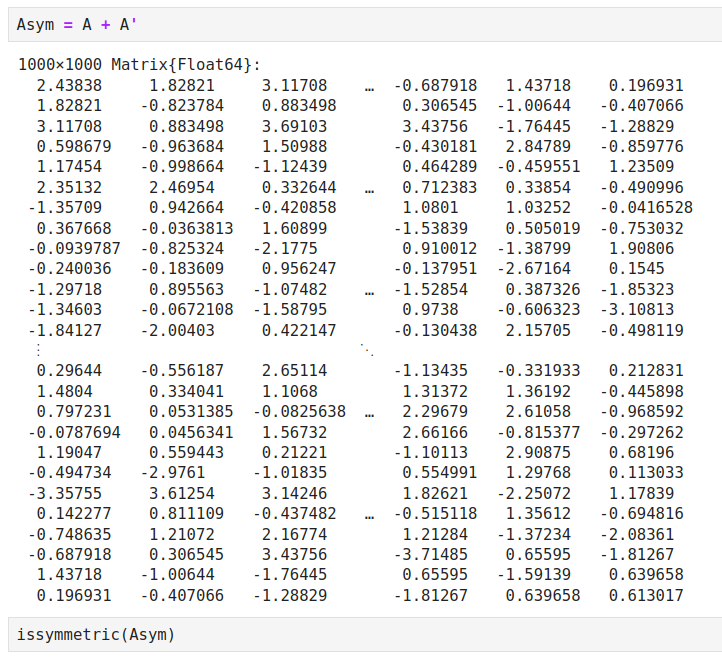 Asym = A + A'
1000×1000 Matrix{Float64}:
2.43838 1.82821 3.11708 … -0.687918 1.43718 0.196931
1.82821 -0.823784 0.883498 0.306545 -1.00644 -0.407066
3.11708 0.883498 3.69103 3.43756 -1.76445 -1.28829
0.598679 -0.963684 1.50988 -0.430181 2.84789 -0.859776
1.17454 -0.998664 -1.12439 0.464289 -0.459551 1.23509
2.35132 2.46954 0.332644 … 0.712383 0.33854 -0.490996
-1.35709 0.942664 -0.420858 1.0801 1.03252 -0.0416528
0.367668 -0.0363813 1.60899 -1.53839 0.505019 -0.753032
-0.0939787 -0.825324 -2.1775 0.910012 -1.38799 1.90806
-0.240036 -0.183609 0.956247 -0.137951 -2.67164 0.1545
-1.29718 0.895563 -1.07482 … -1.52854 0.387326 -1.85323
-1.34603 -0.0672108 -1.58795 0.9738 -0.606323 -3.10813
-1.84127 -2.00403 0.422147 -0.130438 2.15705 -0.498119
⋮ ⋱
0.29644 -0.556187 2.65114 -1.13435 -0.331933 0.212831
1.4804 0.334041 1.1068 1.31372 1.36192 -0.445898
0.797231 0.0531385 -0.0825638 … 2.29679 2.61058 -0.968592
-0.0787694 0.0456341 1.56732 2.66166 -0.815377 -0.297262
1.19047 0.559443 0.21221 -1.10113 2.90875 0.68196
-0.494734 -2.9761 -1.01835 0.554991 1.29768 0.113033
-3.35755 3.61254 3.14246 1.82621 -2.25072 1.17839
0.142277 0.811109 -0.437482 … -0.515118 1.35612 -0.694816
-0.748635 1.21072 2.16774 1.21284 -1.37234 -2.08361
-0.687918 0.306545 3.43756 -3.71485 0.65595 -1.81267
1.43718 -1.00644 -1.76445 0.65595 -1.59139 0.639658
0.196931 -0.407066 -1.28829 -1.81267 0.639658 0.613017
issymmetric(Asym)